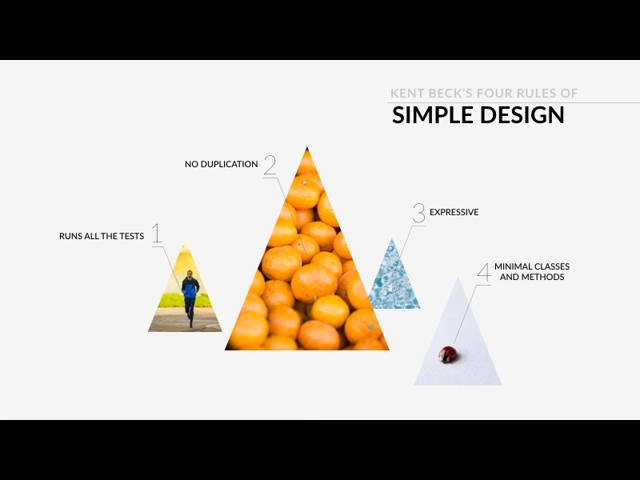 KENT BECK'S FOUR RULES OF
SIMPLE DESIGN
1
RUNS ALL THE TESTS
2
NO DUPLICATION
3
EXPRESSIVE
4
MINIMAL CLASSES
AND METHODS